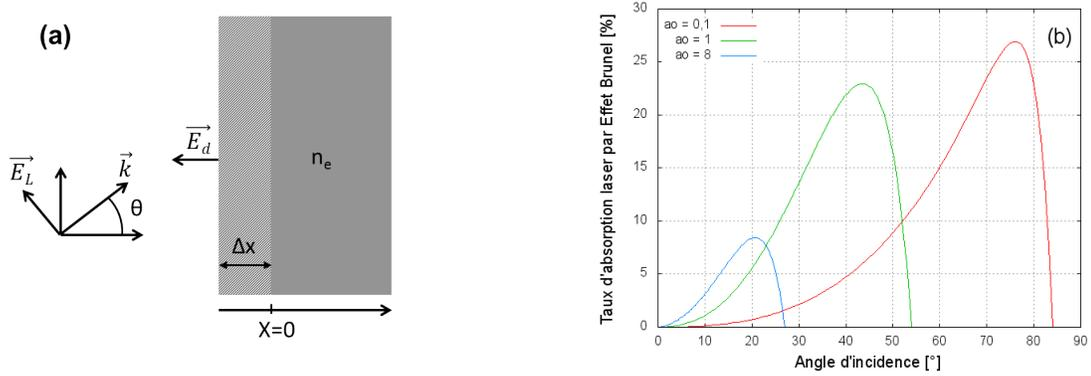 (a)
E_L
k
θ
E_d
n_e
Δx
X=0
Taux d'absorption laser par Effet Brunel [%]
30
25
20
15
10
5
0
ao = 0,1
ao = 1
ao = 8
(b)
0 10 20 30 40 50 60 70 80 90
Angle d'incidence [°]